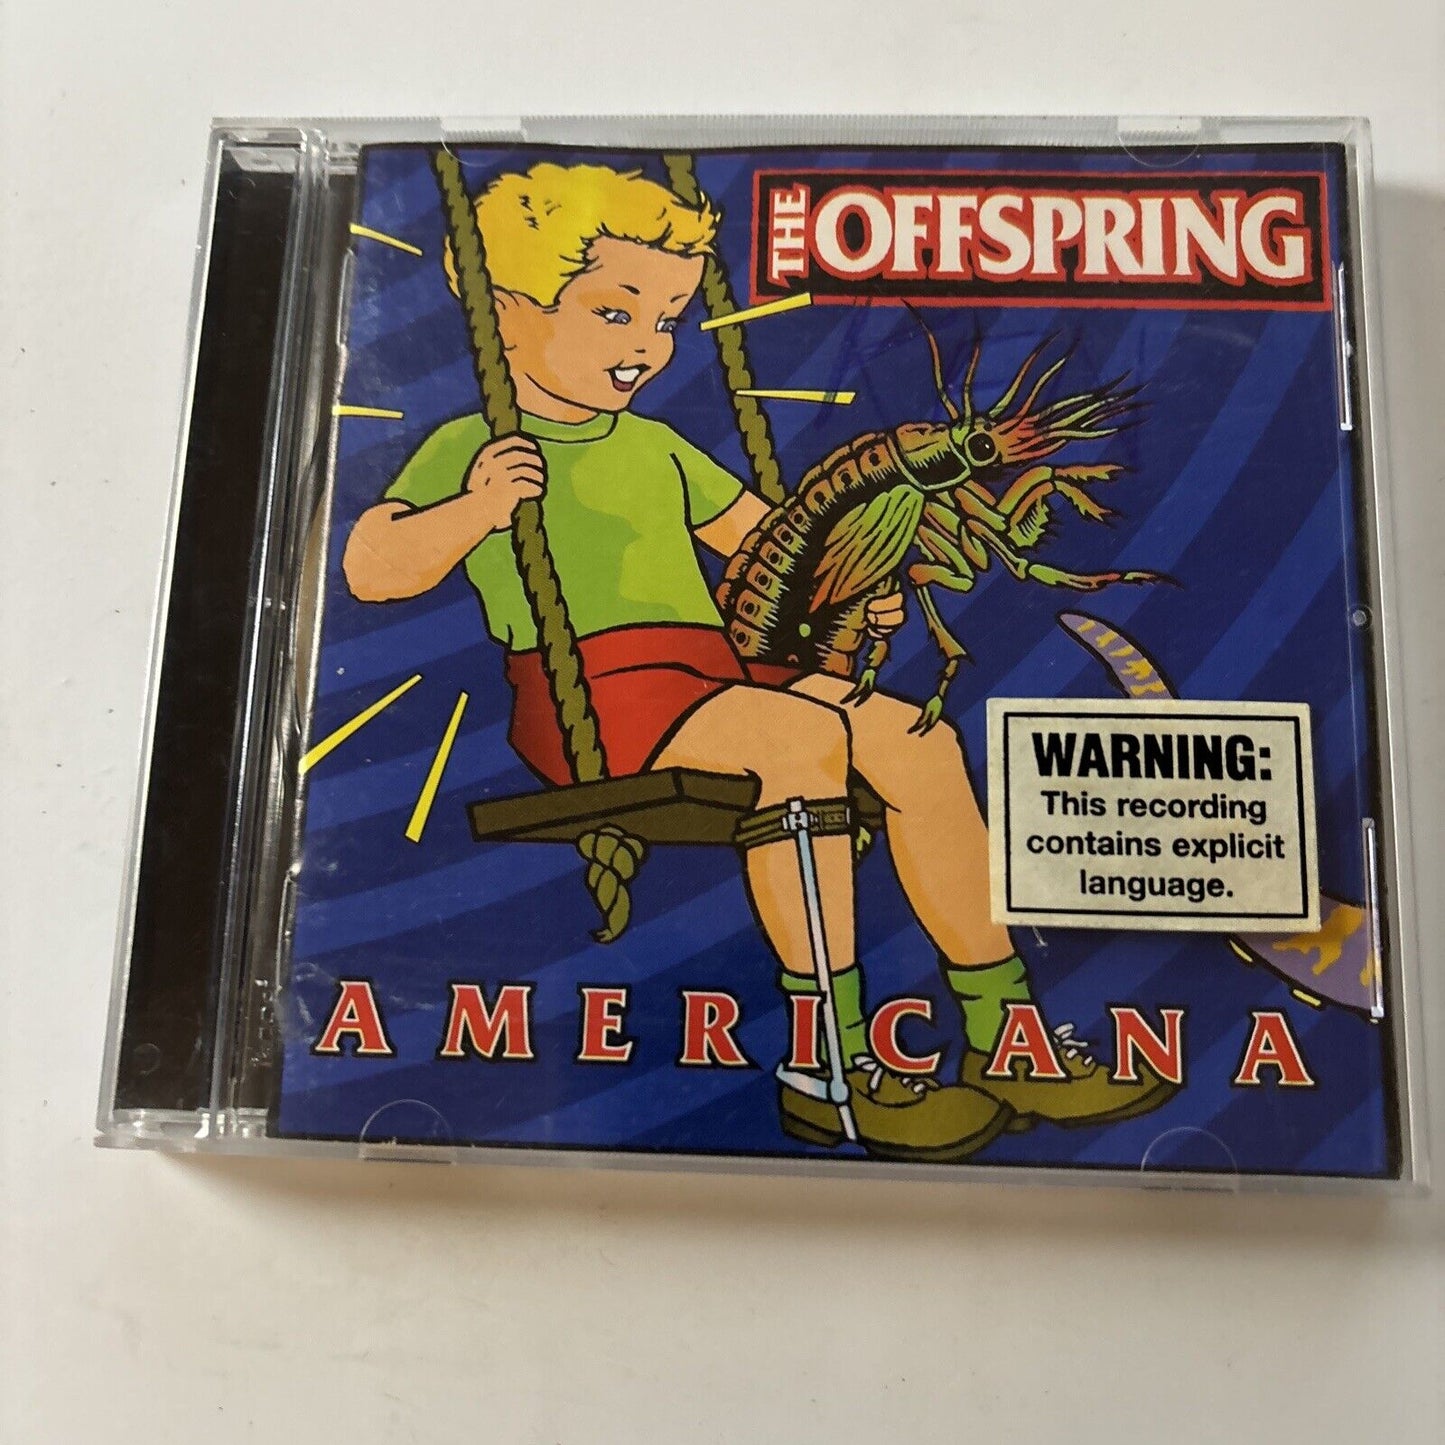 THE OFFSPRING
WARNING:
This recording
contains explicit
language.
AMERICANA